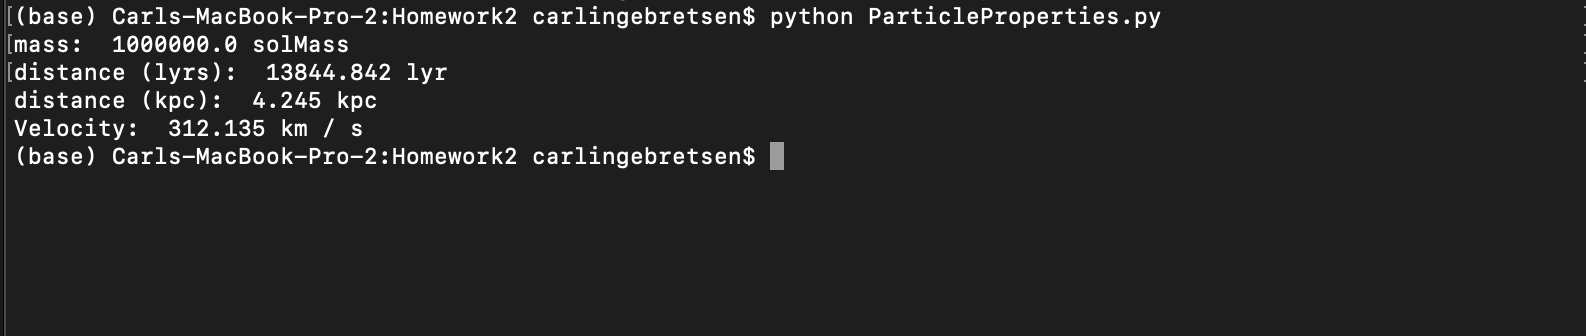 [(base) Carls-MacBook-Pro-2:Homework2 carlingebretsen$ python ParticleProperties.py
[mass:  1000000.0 solMass
[distance (lyrs):  13844.842 lyr
distance (kpc):  4.245 kpc
Velocity:  312.135 km / s
(base) Carls-MacBook-Pro-2:Homework2 carlingebretsen$